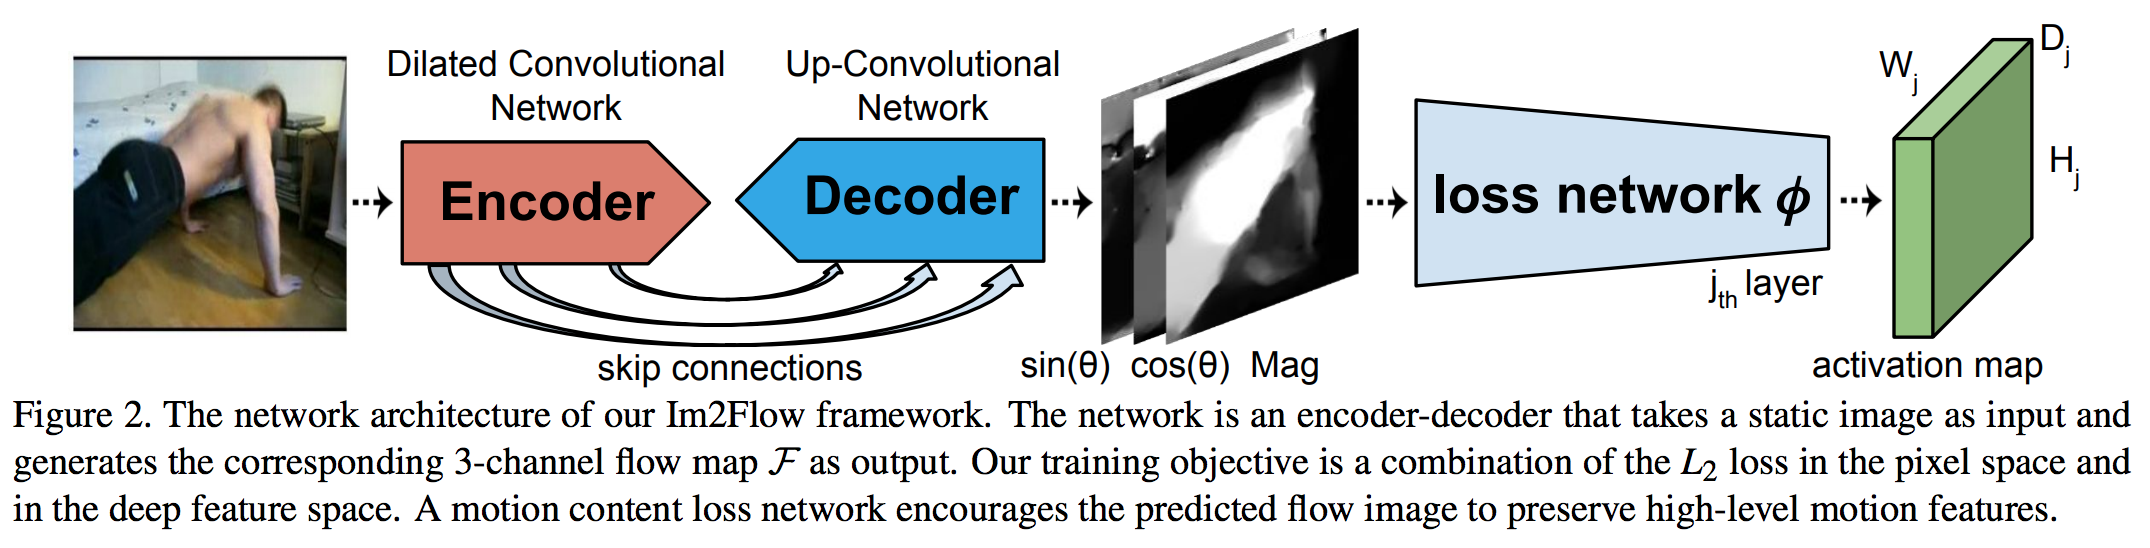 Dilated Convolutional
Network
Up-Convolutional
Network
Encoder
Decoder
skip connections
sin(θ) cos(θ) Mag
loss network ϕ
j_th layer
W_j
D_j
H_j
activation map
Figure 2. The network architecture of our Im2Flow framework. The network is an encoder-decoder that takes a static image as input and
generates the corresponding 3-channel flow map ℱ as output. Our training objective is a combination of the L_2 loss in the pixel space and
in the deep feature space. A motion content loss network encourages the predicted flow image to preserve high-level motion features.